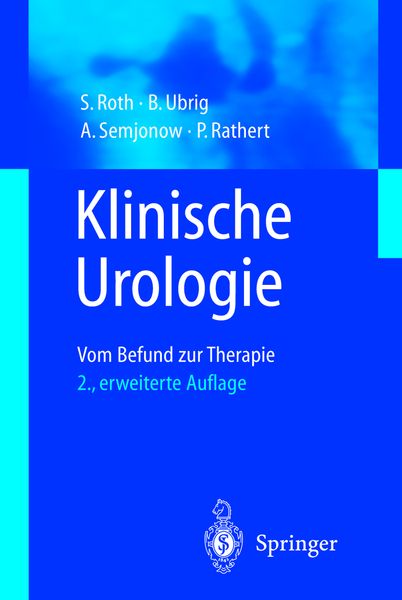 S. Roth · B. Ubrig
A. Semjonow · P. Rathert
Klinische
Urologie
Vom Befund zur Therapie
2., erweiterte Auflage
Springer